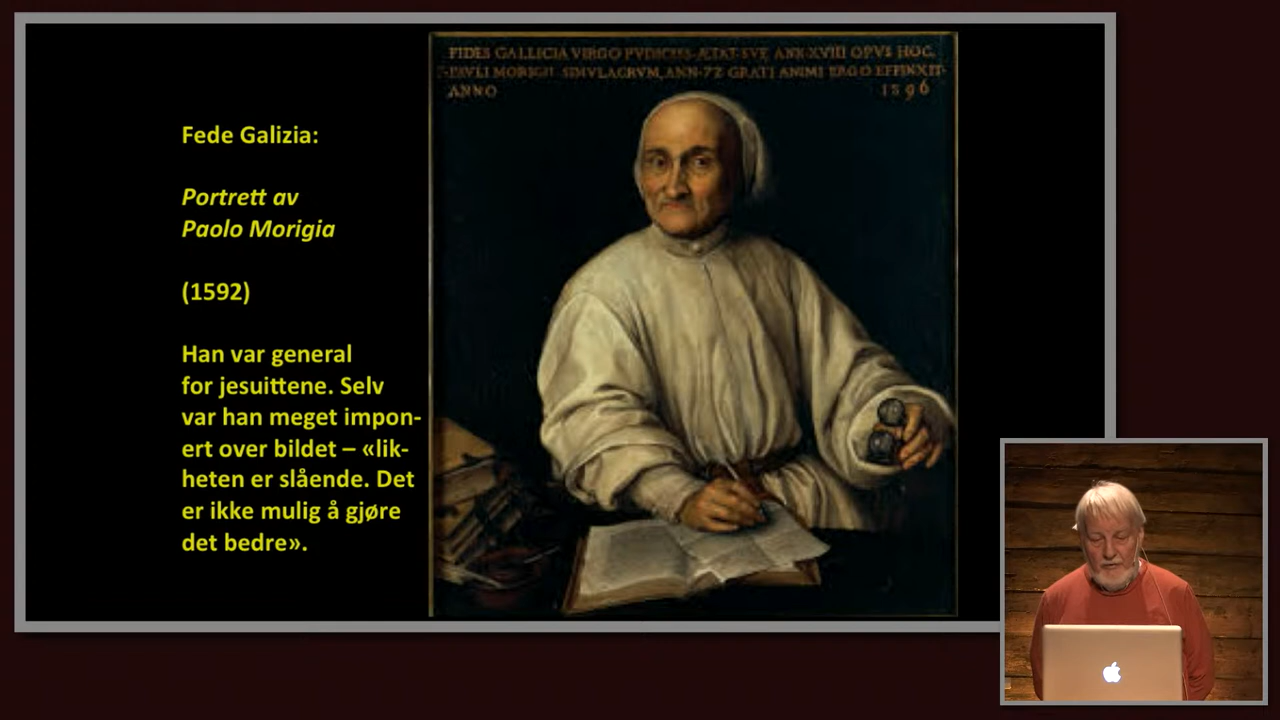 Fede Galizia:
Portrett av
Paolo Morigia
(1592)
Han var general
for jesuittene. Selv
var han meget impon-
ert over bildet – «lik-
heten er slående. Det
er ikke mulig å gjøre
det bedre».
FIDES GALLICIA VIRGO PVDICISS ÆTAT SVÆ ANN XVIII OPVS HOC,
PAVLI MORIGII SIMVLACRVM, ANN 72 GRATI ANIMI ERGO EFFINXIT
ANNO 1596